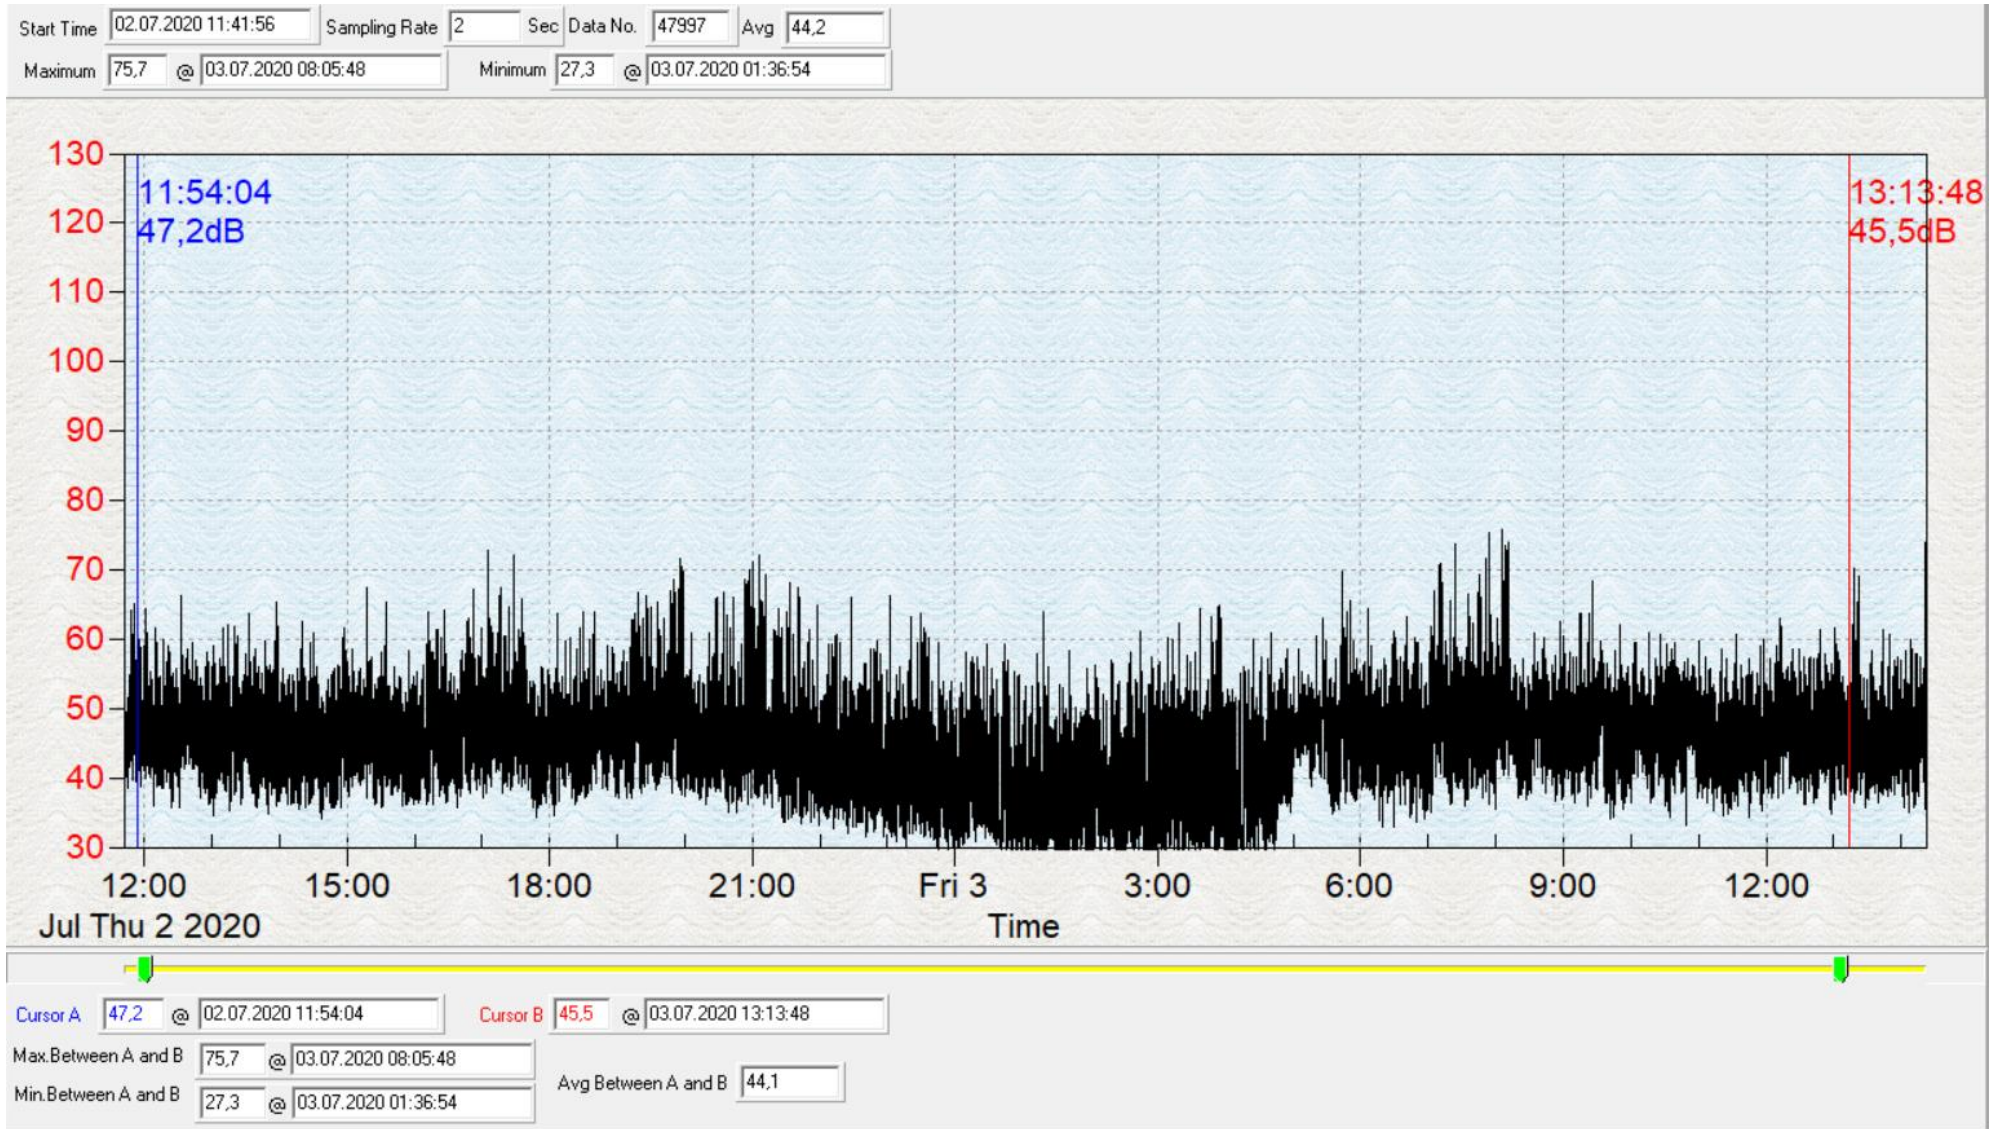 Start Time 02.07.2020 11:41:56 Sampling Rate 2 Sec Data No. 47997 Avg 44,2
Maximum 75,7 @ 03.07.2020 08:05:48 Minimum 27,3 @ 03.07.2020 01:36:54
130
11:54:04 13:13:48
120
47,2dB 45,5dB
110
100
90
80
70
60
50
40
30
12:00 15:00 18:00 21:00 Fri 3 3:00 6:00 9:00 12:00
Jul Thu 2 2020 Time
Cursor A 47,2 @ 02.07.2020 11:54:04 Cursor B 45,5 @ 03.07.2020 13:13:48
Max.Between A and B 75,7 @ 03.07.2020 08:05:48
Avg Between A and B 44,1
Min.Between A and B 27,3 @ 03.07.2020 01:36:54